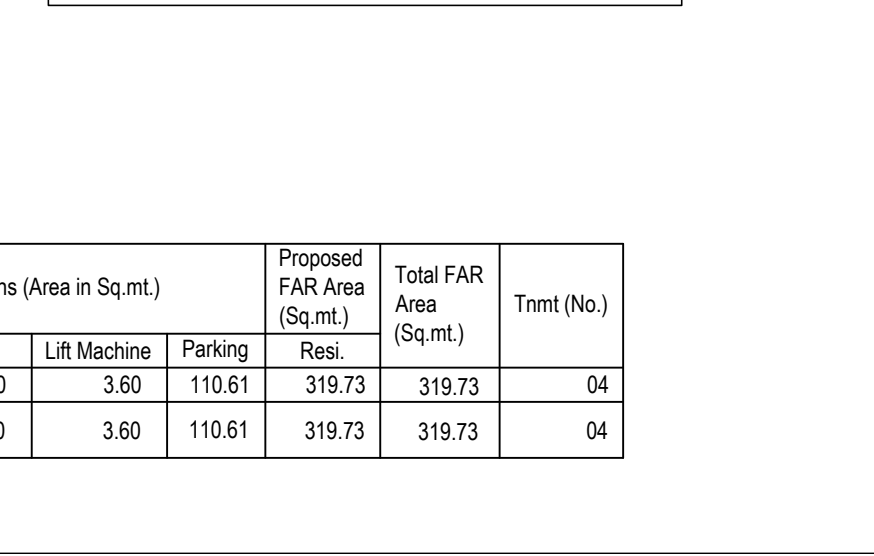 ns (Area in Sq.mt.)
Proposed
FAR Area
(Sq.mt.)
Total FAR
Area
(Sq.mt.)
Tnmt (No.)
Lift Machine Parking Resi.
0 3.60 110.61 319.73 319.73 04
0 3.60 110.61 319.73 319.73 04